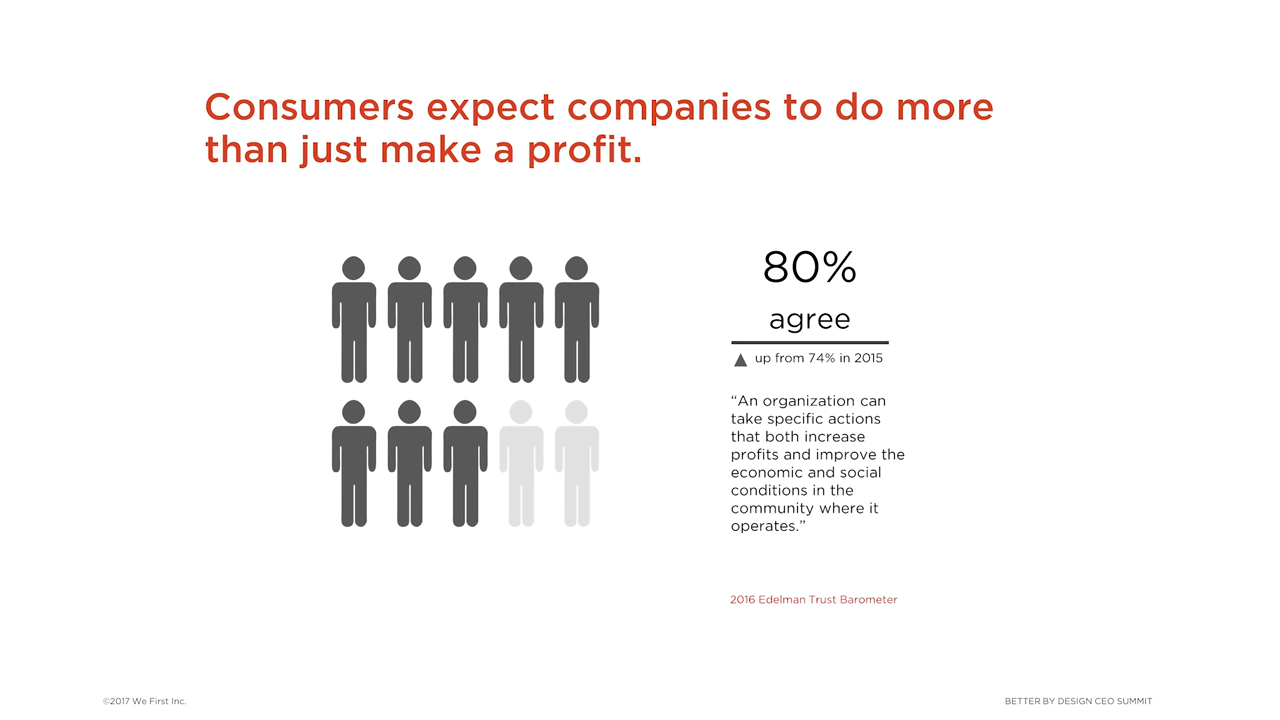 Consumers expect companies to do more
than just make a profit.
80%
agree
up from 74% in 2015
“An organization can
take specific actions
that both increase
profits and improve the
economic and social
conditions in the
community where it
operates.”
2016 Edelman Trust Barometer
©2017 We First Inc.
BETTER BY DESIGN CEO SUMMIT